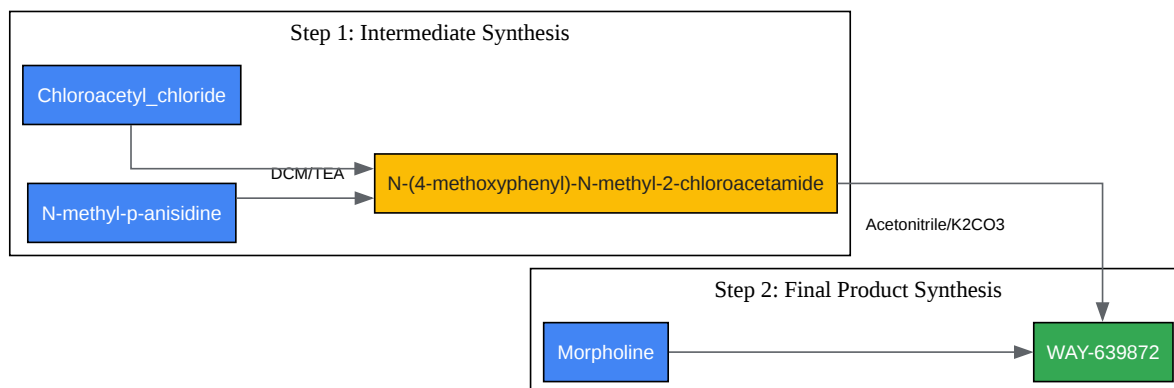 Step 1: Intermediate Synthesis
Chloroacetyl_chloride
DCM/TEA
N-(4-methoxyphenyl)-N-methyl-2-chloroacetamide
N-methyl-p-anisidine
Acetonitrile/K2CO3
Step 2: Final Product Synthesis
Morpholine
WAY-639872